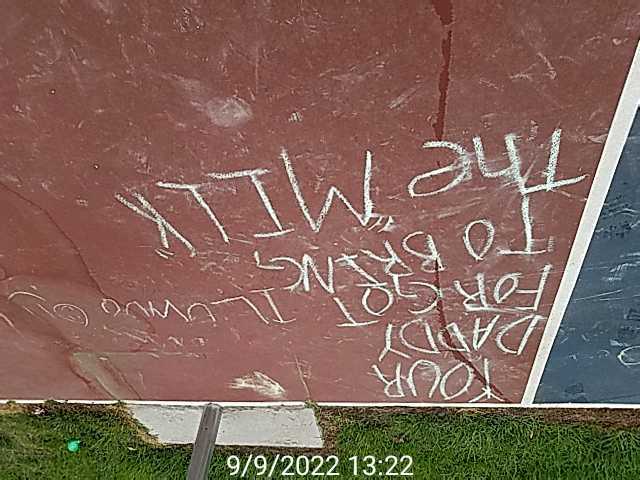 YOUR
DADDY
FORGOT
TO BRING
The "MILK"
9/9/2022 13:22